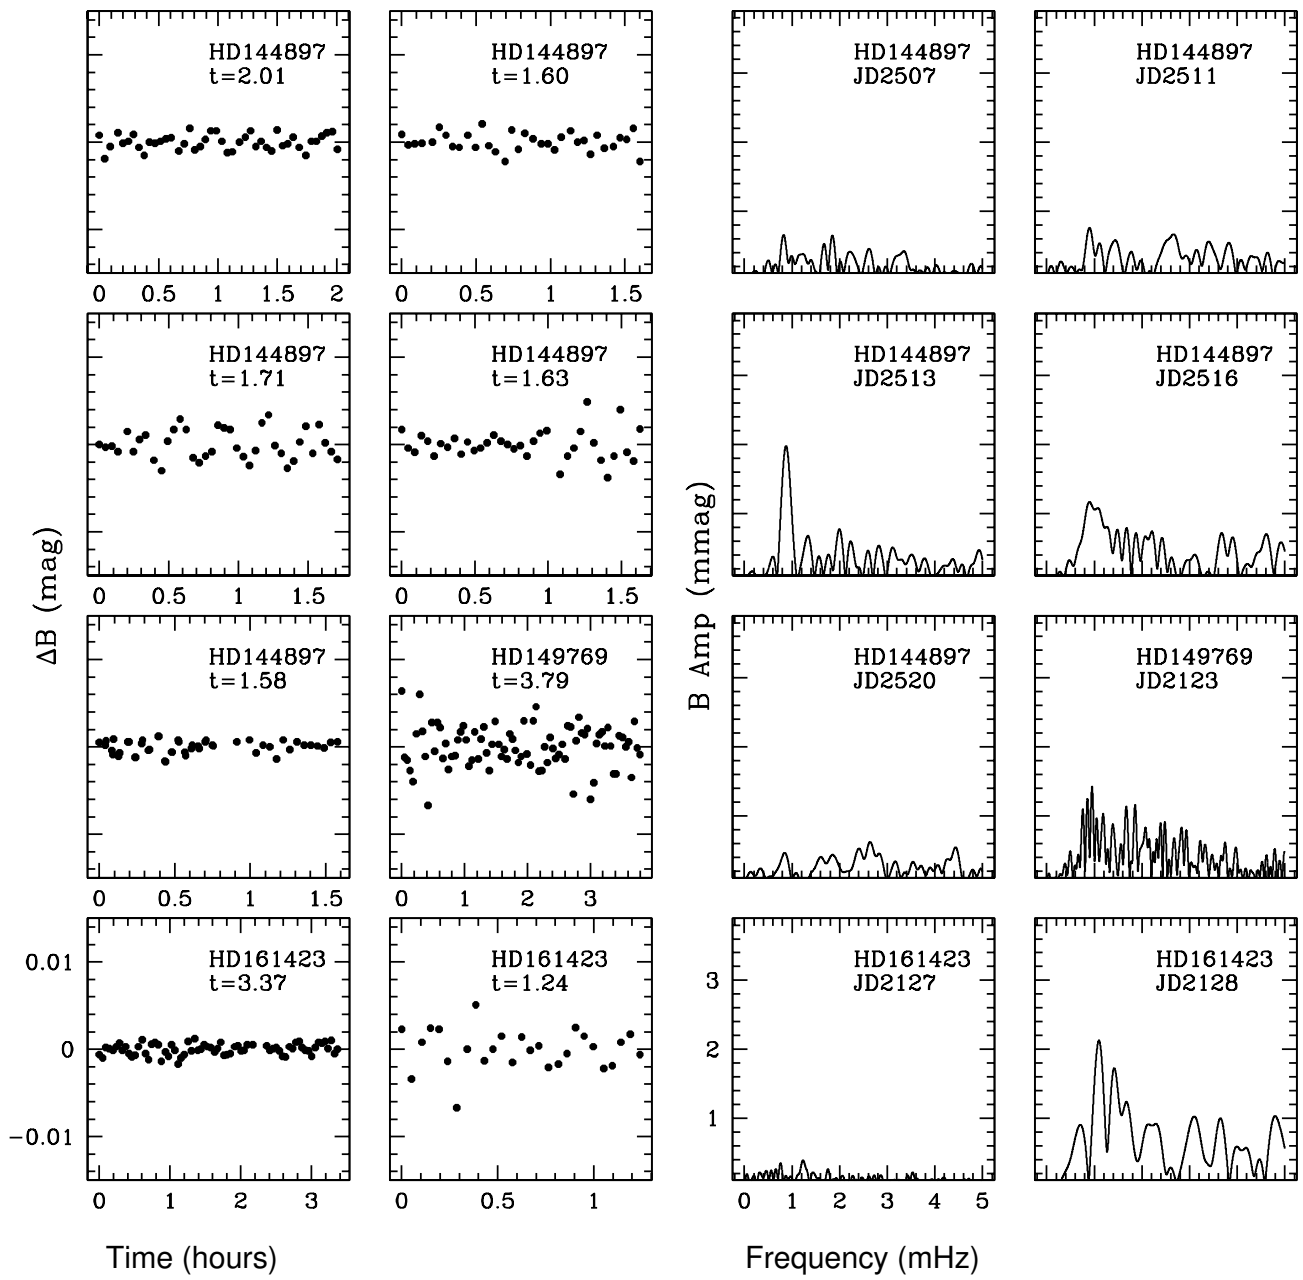 HD144897
t=2.01
HD144897
t=1.60
HD144897
JD2507
HD144897
JD2511
0 0.5 1 1.5 2
0 0.5 1 1.5
HD144897
t=1.71
HD144897
t=1.63
HD144897
JD2513
HD144897
JD2516
0 0.5 1 1.5
0 0.5 1 1.5
ΔB (mag)
B Amp (mmag)
HD144897
t=1.58
HD149769
t=3.79
HD144897
JD2520
HD149769
JD2123
0 0.5 1 1.5
0 1 2 3
HD161423
t=3.37
HD161423
t=1.24
HD161423
JD2127
HD161423
JD2128
0.01
0
−0.01
3
2
1
0 1 2 3
0 0.5 1
0 1 2 3 4 5
Time (hours)
Frequency (mHz)